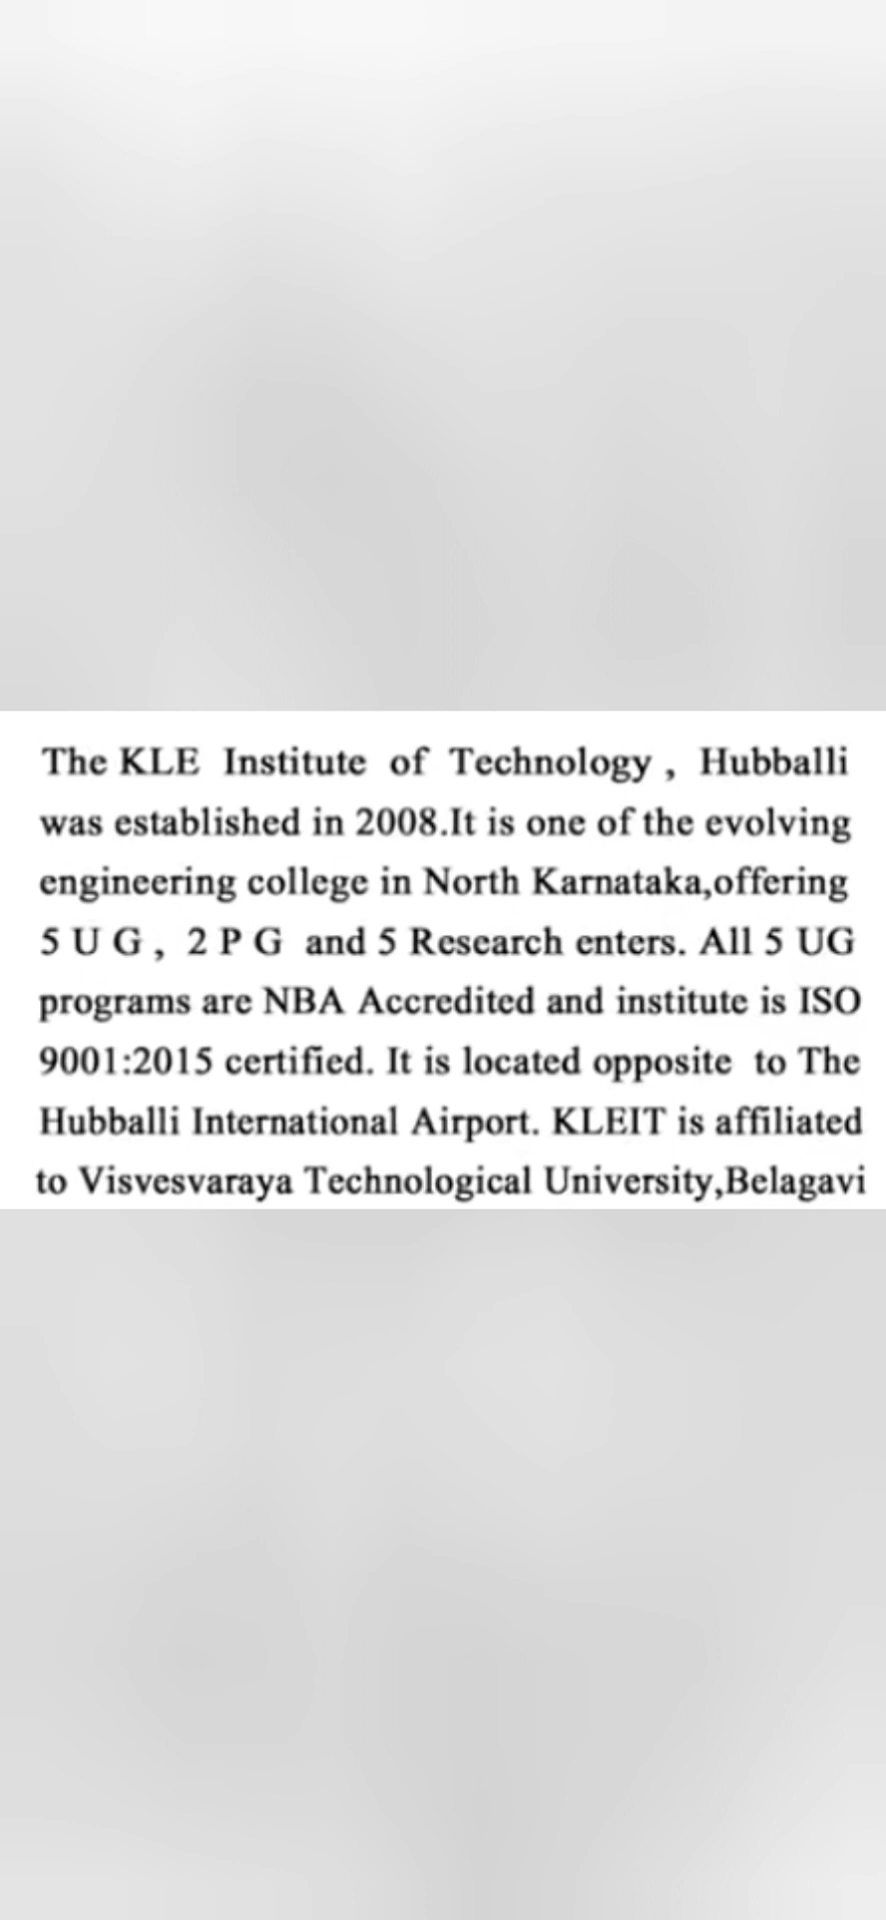 The KLE Institute of Technology , Hubballi
was established in 2008.It is one of the evolving
engineering college in North Karnataka,offering
5 U G , 2 P G and 5 Research enters. All 5 UG
programs are NBA Accredited and institute is ISO
9001:2015 certified. It is located opposite to The
Hubballi International Airport. KLEIT is affiliated
to Visvesvaraya Technological University,Belagavi